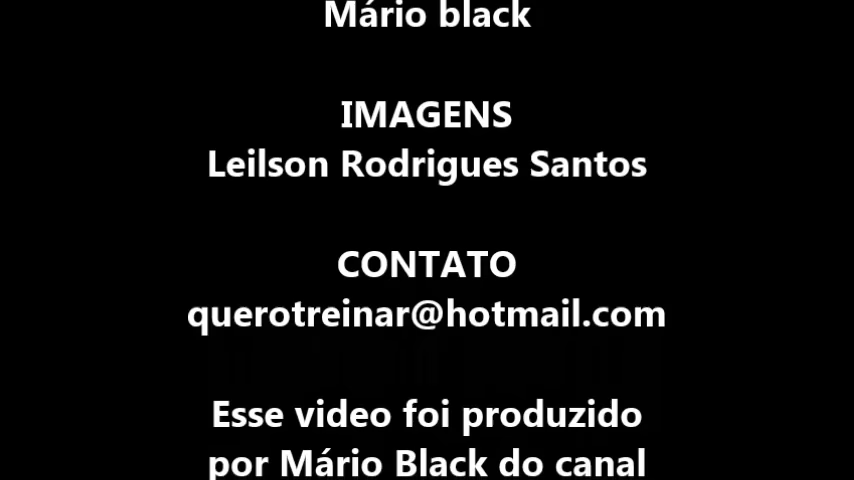 Mário black
IMAGENS
Leilson Rodrigues Santos
CONTATO
querotreinar@hotmail.com
Esse video foi produzido
por Mário Black do canal